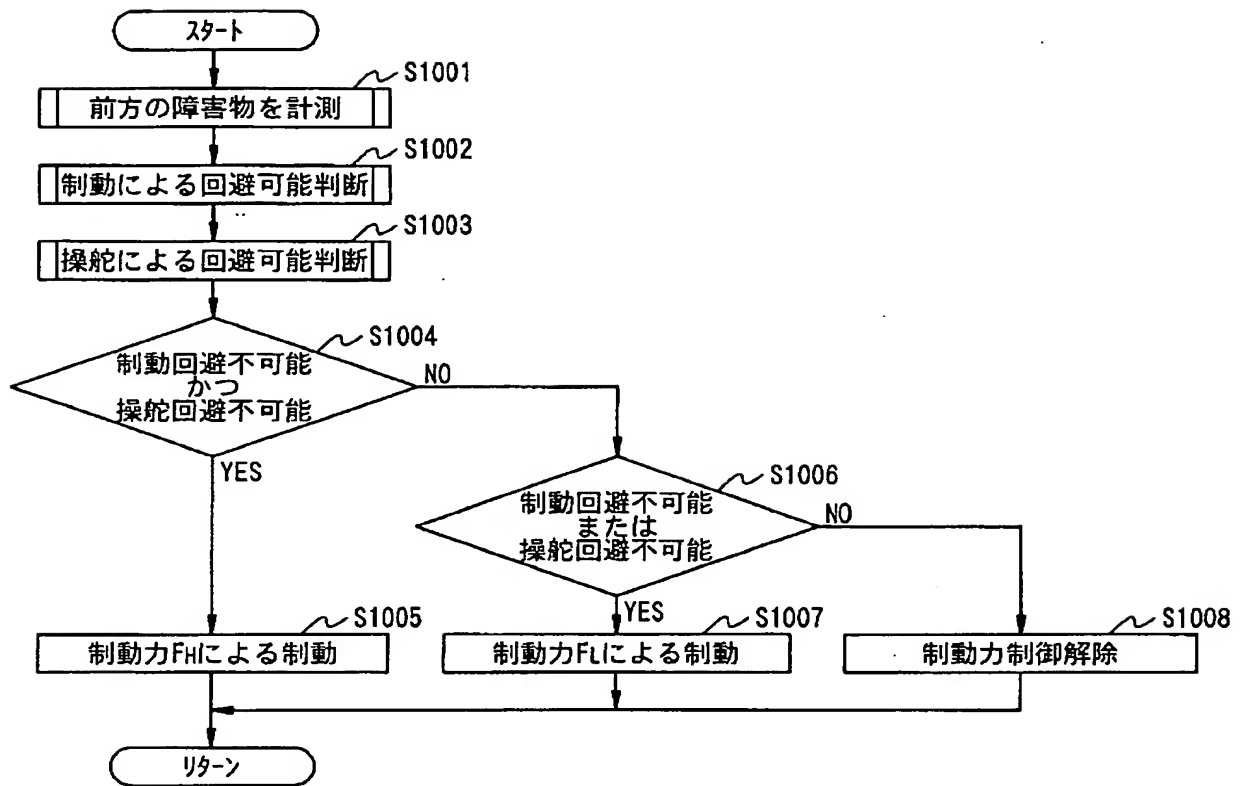 スタート
S1001
前方の障害物を計測
S1002
制動による回避可能判断
S1003
操舵による回避可能判断
S1004
制動回避不可能
かつ
操舵回避不可能
NO
YES
S1006
制動回避不可能
または
操舵回避不可能
NO
YES
S1005
制動力FHによる制動
S1007
制動力FLによる制動
S1008
制動力制御解除
リターン